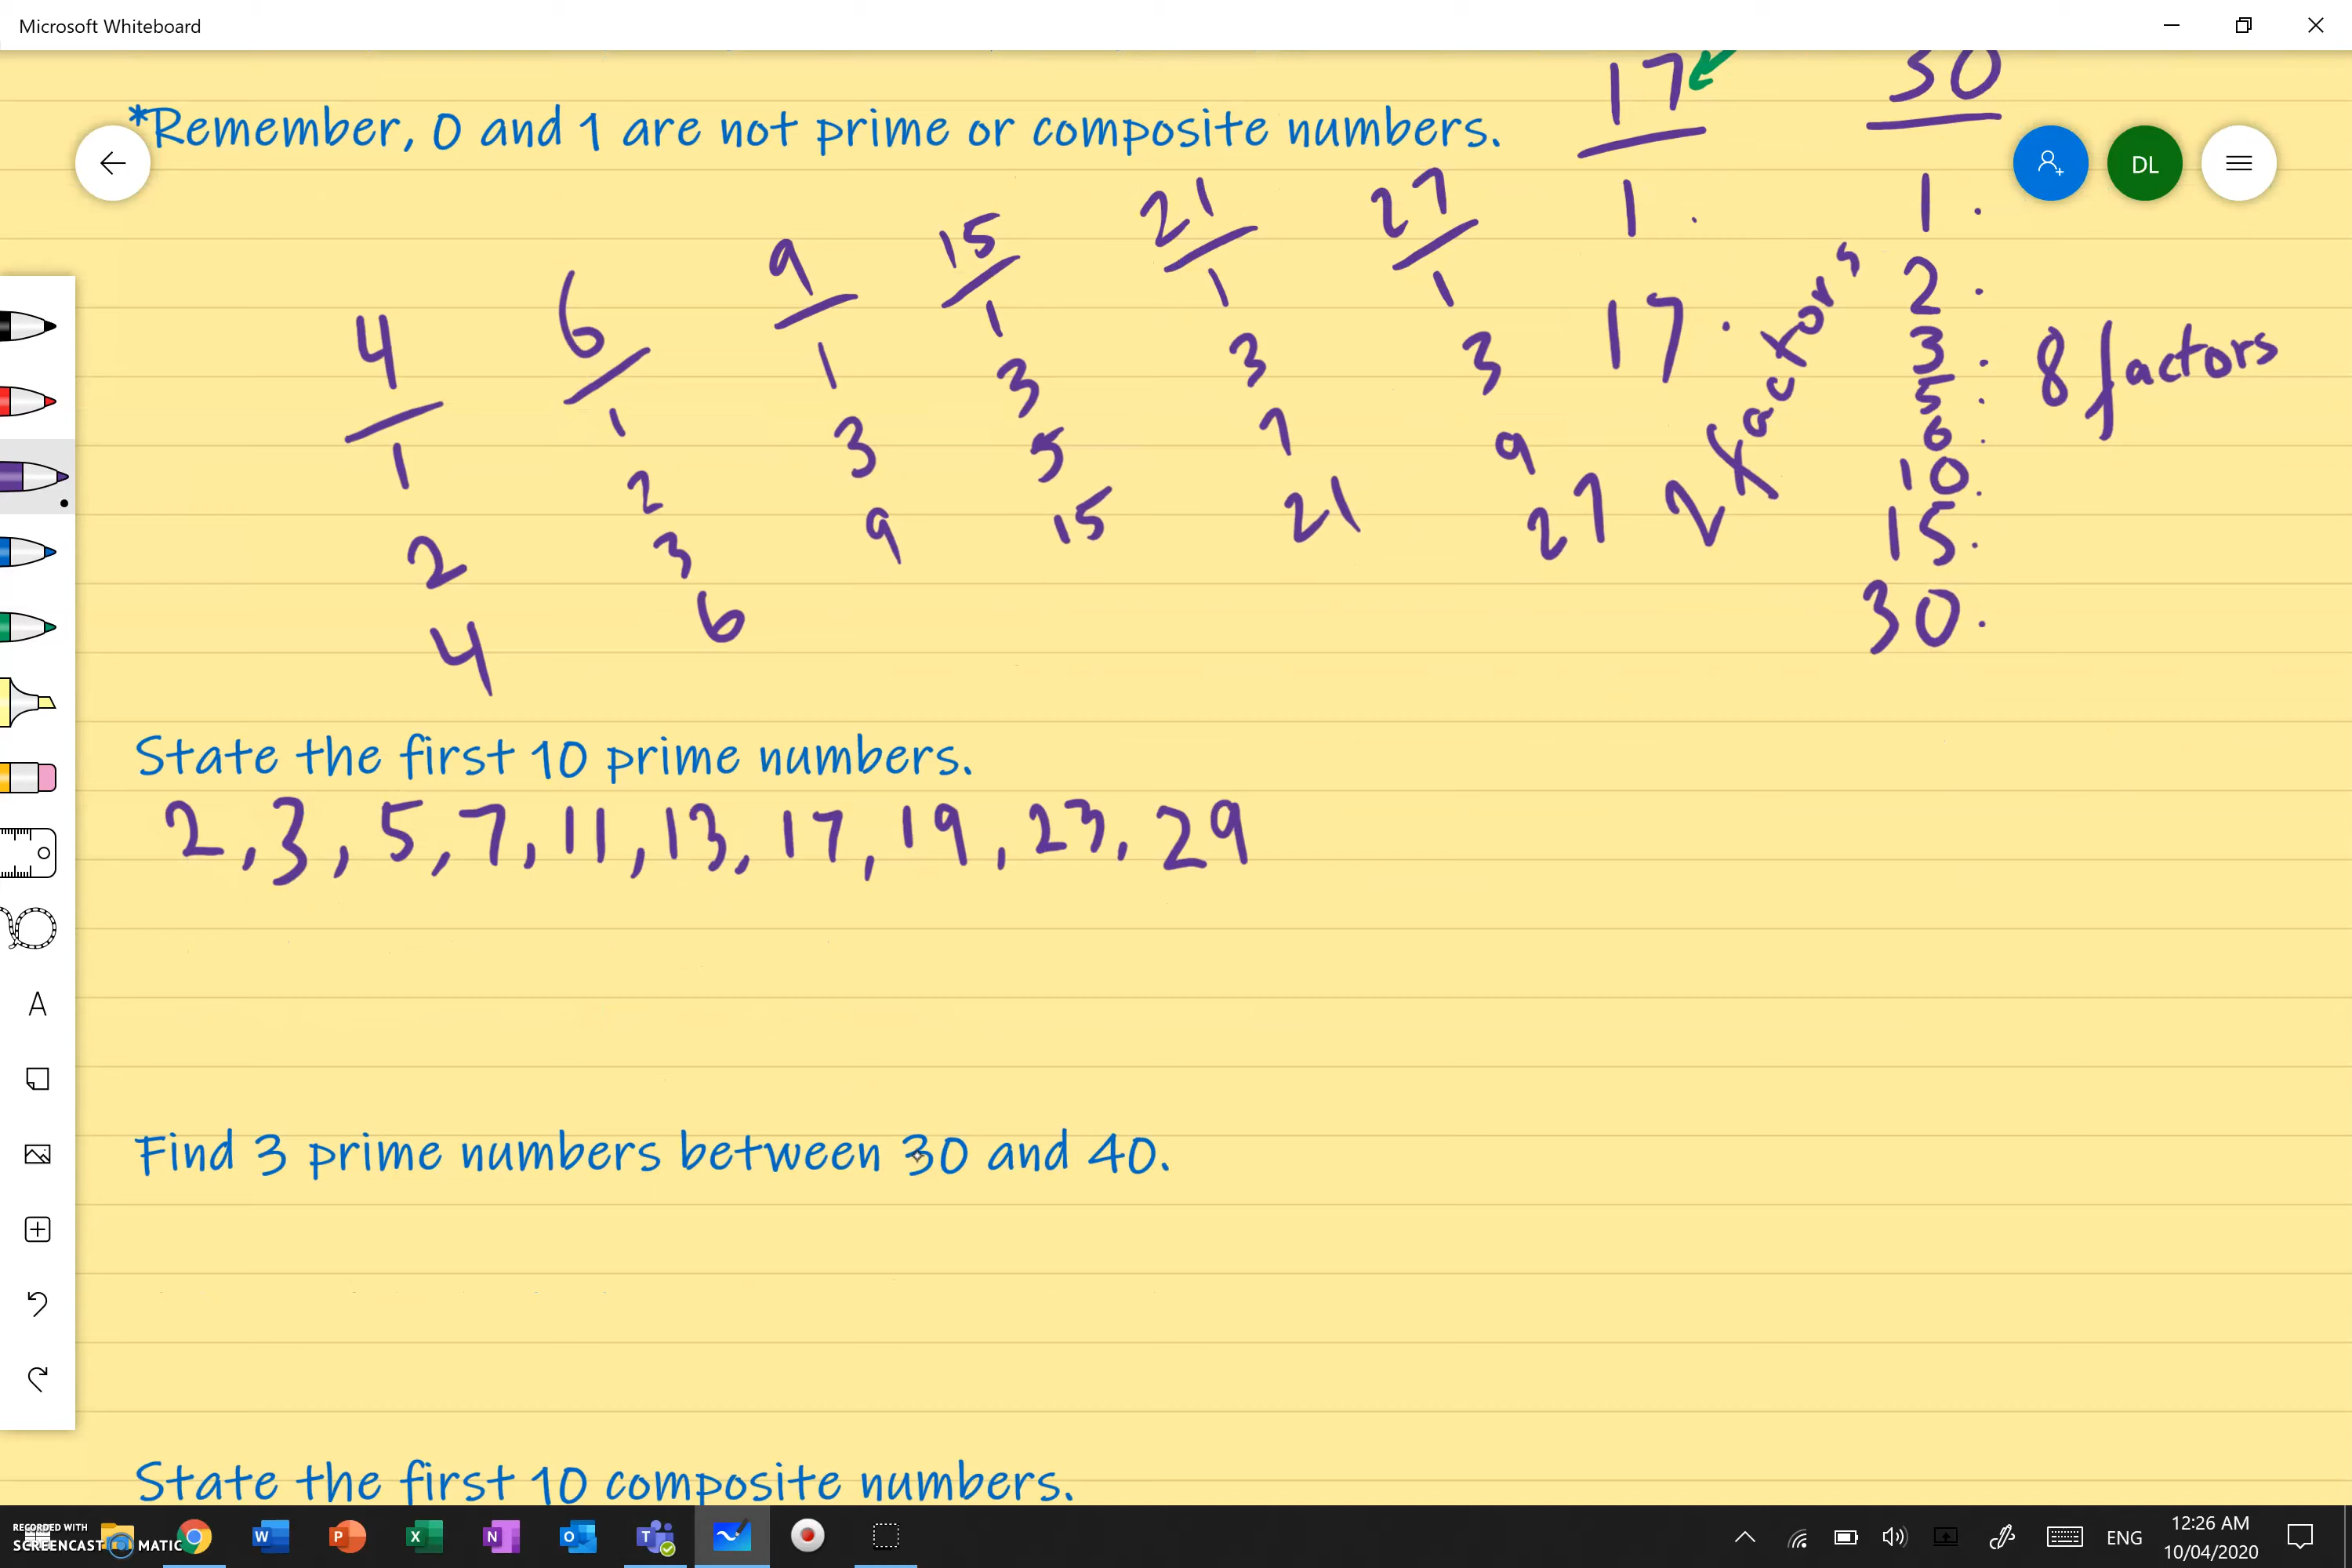 Microsoft Whiteboard
17 30
*Remember, 0 and 1 are not prime or composite numbers.
DL
4
1
2
4
6
1
2
3
6
9
1
3
9
15
1
3
5
15
21
1
3
7
21
27
1
3
9
27
1
17
2 factors
1
2
3
5
6
10
15
30
8 factors
State the first 10 prime numbers.
2, 3, 5, 7, 11, 13, 17, 19, 23, 29
A
Find 3 prime numbers between 30 and 40.
State the first 10 composite numbers.
RECORDED WITH
SCREENCAST MATIC
W P X N O T
ENG
12:26 AM
10/04/2020